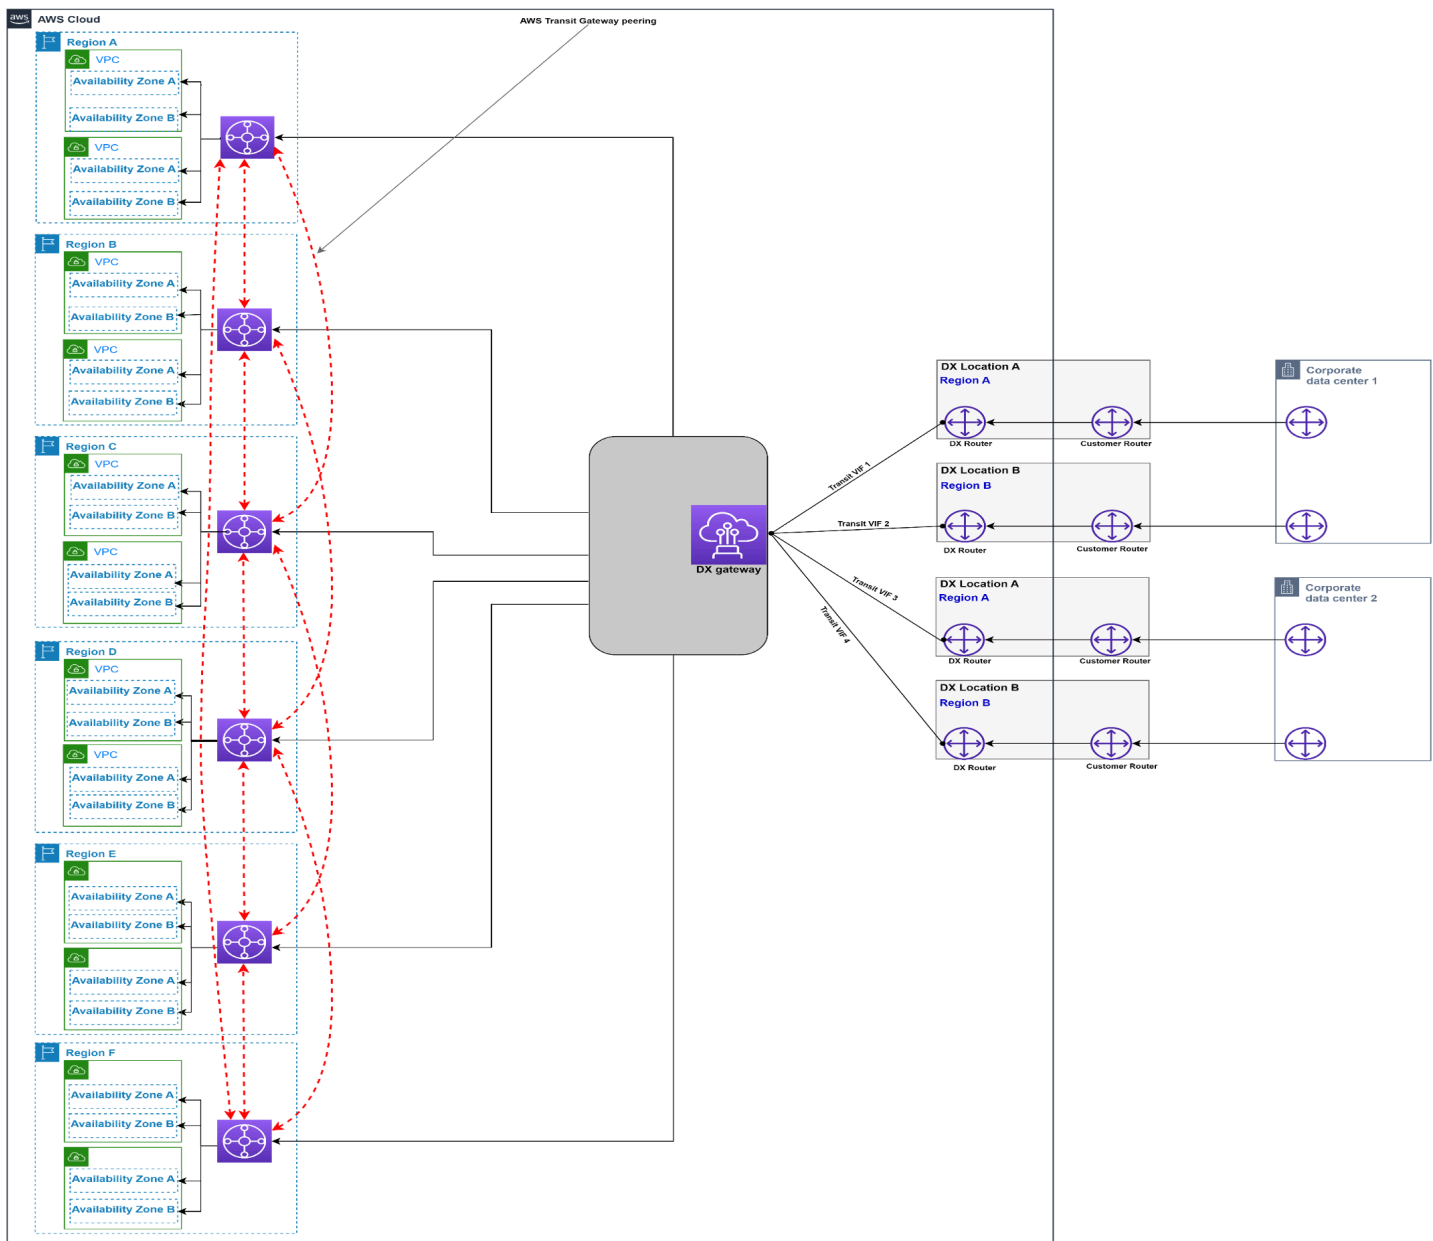 aws
AWS Cloud
AWS Transit Gateway peering
Region A
VPC
Availability Zone A
Availability Zone B
VPC
Availability Zone A
Availability Zone B
Region B
VPC
Availability Zone A
Availability Zone B
VPC
Availability Zone A
Availability Zone B
Region C
VPC
Availability Zone A
Availability Zone B
VPC
Availability Zone A
Availability Zone B
Region D
VPC
Availability Zone A
Availability Zone B
VPC
Availability Zone A
Availability Zone B
Region E
Availability Zone A
Availability Zone B
Availability Zone A
Availability Zone B
Region F
Availability Zone A
Availability Zone B
Availability Zone A
Availability Zone B
DX gateway
Transit VIF 1
Transit VIF 2
Transit VIF 3
Transit VIF 4
DX Location A
Region A
DX Router
Customer Router
DX Location B
Region B
DX Router
Customer Router
DX Location A
Region A
DX Router
Customer Router
DX Location B
Region B
DX Router
Customer Router
Corporate
data center 1
Corporate
data center 2